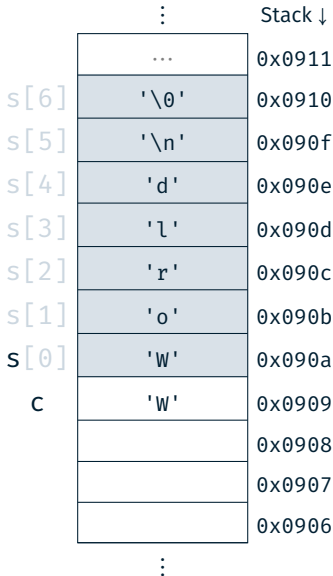 ⋮ Stack ↓
... 0x0911
s[6] '\0' 0x0910
s[5] '\n' 0x090f
s[4] 'd' 0x090e
s[3] 'l' 0x090d
s[2] 'r' 0x090c
s[1] 'o' 0x090b
s[0] 'W' 0x090a
c 'W' 0x0909
0x0908
0x0907
0x0906
⋮